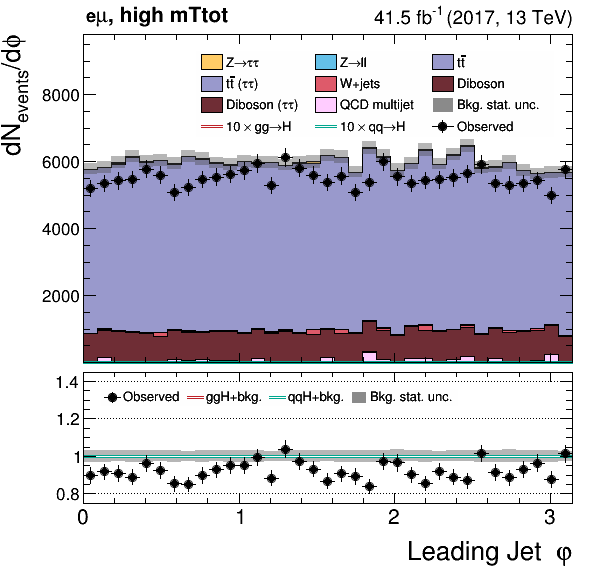 eμ, high mTtot 41.5 fb⁻¹ (2017, 13 TeV)
dN_events/dϕ
Z→ττ Z→ll tt̄
tt̄ (ττ) W+jets Diboson
Diboson (ττ) QCD multijet Bkg. stat. unc.
10 × gg→H 10 × qq→H Observed
8000
6000
4000
2000
1.4
Observed ggH+bkg. qqH+bkg. Bkg. stat. unc.
1.2
1
0.8
0 1 2 3
Leading Jet φ